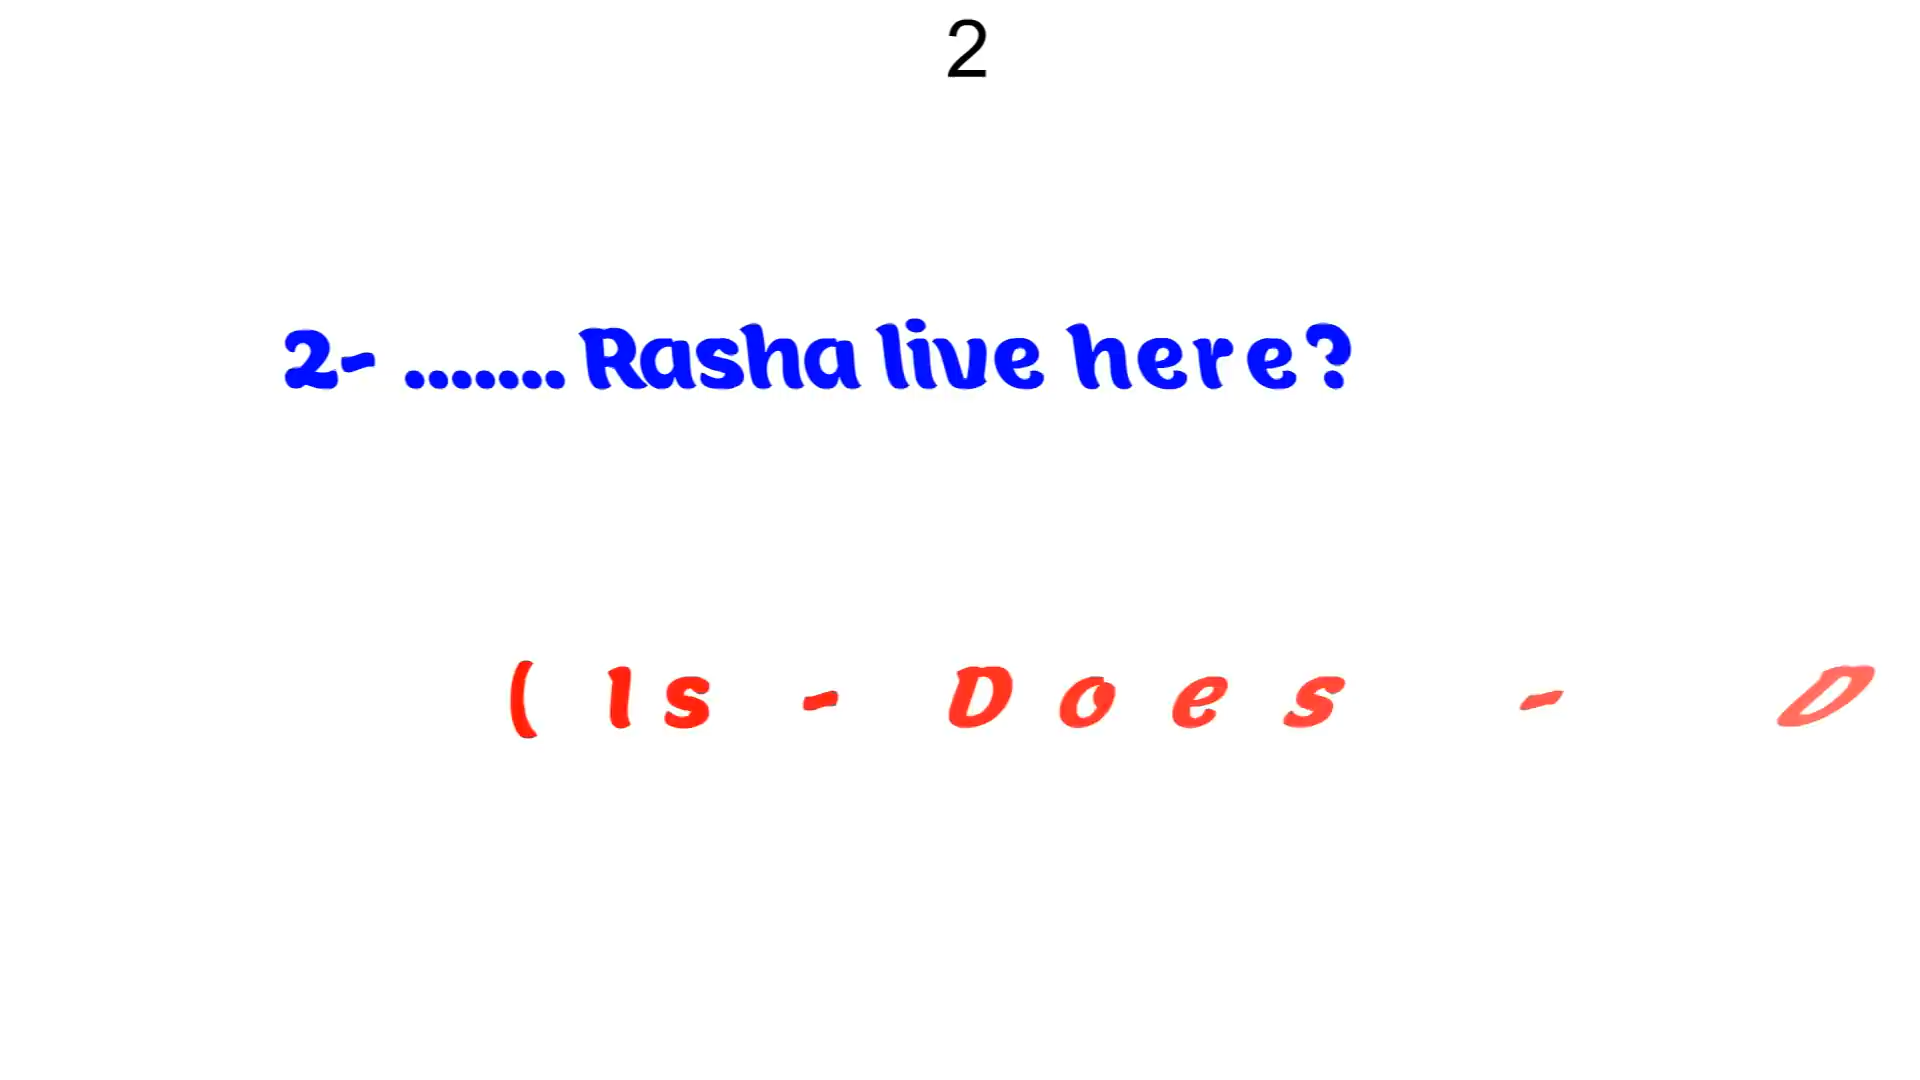 2
2- ....... Rasha live here?
( Is - Does - D